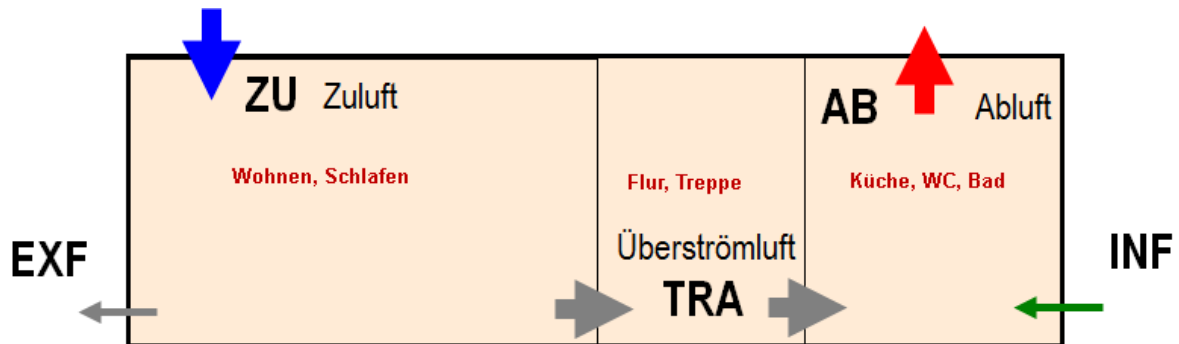 ZU Zuluft
AB Abluft
Wohnen, Schlafen
Flur, Treppe
Küche, WC, Bad
Überströmluft
EXF
INF
TRA